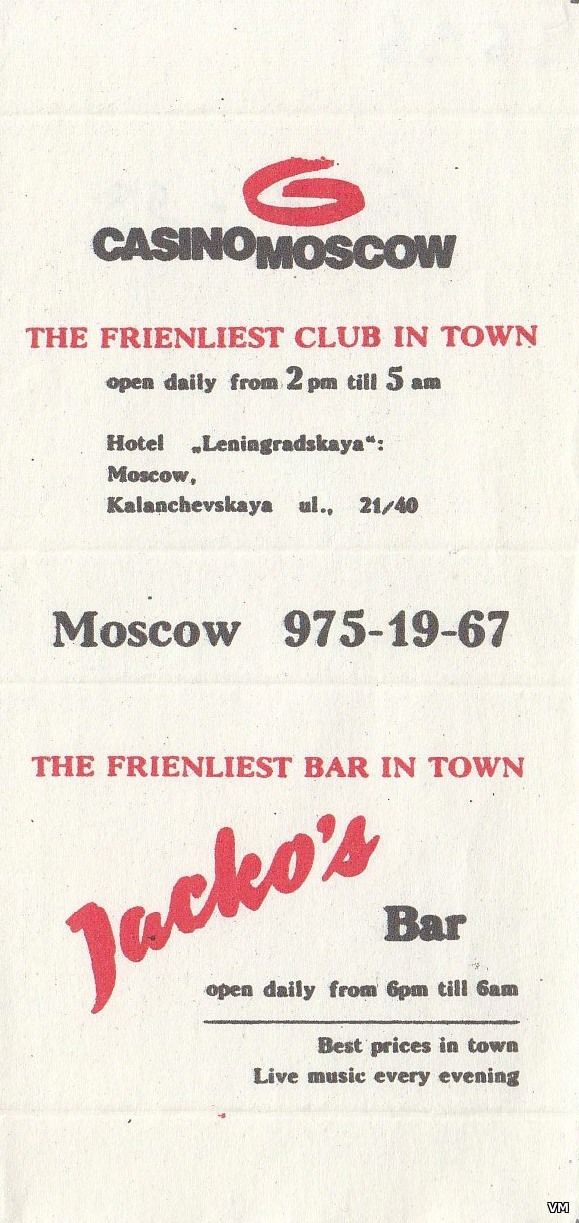 CASINO MOSCOW
THE FRIENLIEST CLUB IN TOWN
open daily from 2 pm till 5 am
Hotel „Leningradskaya“:
Moscow,
Kalanchevskaya ul., 21/40
Moscow 975-19-67
THE FRIENLIEST BAR IN TOWN
Jacko's
Bar
open daily from 6pm till 6am
Best prices in town
Live music every evening
VM